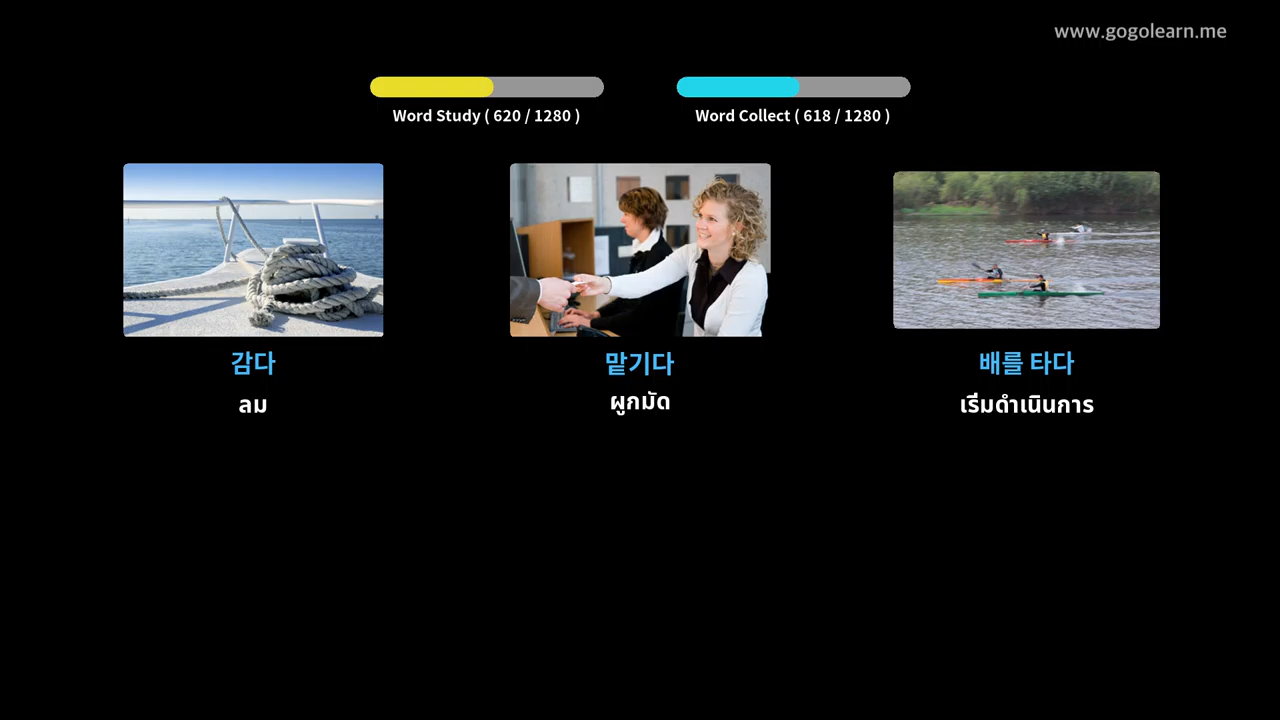 www.gogolearn.me
Word Study ( 620 / 1280 )
Word Collect ( 618 / 1280 )
감다
맡기다
배를 타다
ลม
ผูกมัด
เริ่มดำเนินการ